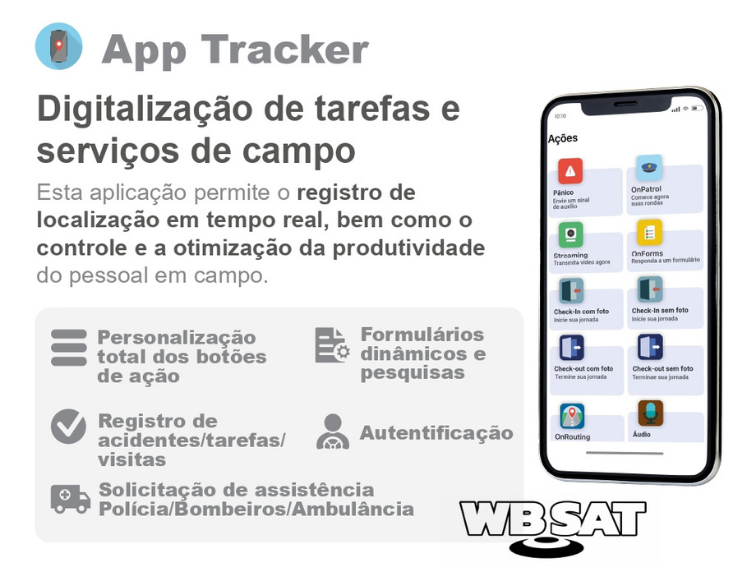 App Tracker
Digitalização de tarefas e
serviços de campo
Esta aplicação permite o registro de
localização em tempo real, bem como o
controle e a otimização da produtividade
do pessoal em campo.
Personalização
total dos botões
de ação
Formulários
dinâmicos e
pesquisas
Registro de
acidentes/tarefas/
visitas
Autentificação
Solicitação de assistência
Polícia/Bombeiros/Ambulância
Ações
Pânico
Envie um sinal
de auxílio
OnPatrol
Comece agora
suas rondas
Streaming
Transmita vídeo agora
OnForms
Responda a um formulário
Check-In com foto
Inicie sua jornada
Check-In sem foto
Inicie sua jornada
Check-out com foto
Termine sua jornada
Check-out sem foto
Terminae sua jornada
OnRouting
Áudio
WBSAT